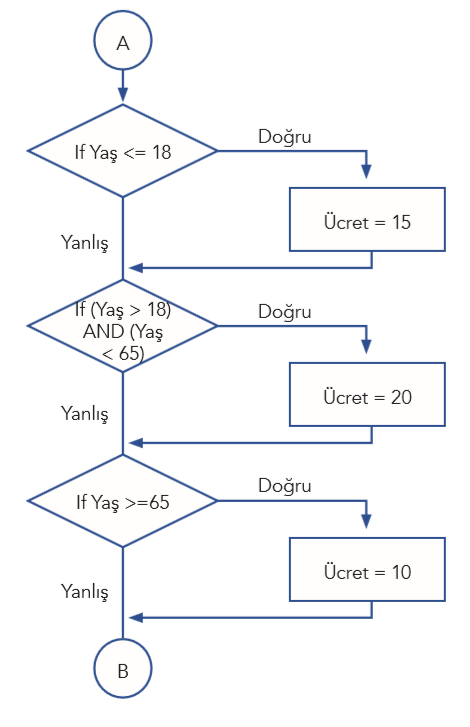 A
If Yaş <= 18
Doğru
Ücret = 15
Yanlış
If (Yaş > 18)
AND (Yaş
< 65)
Doğru
Ücret = 20
Yanlış
If Yaş >=65
Doğru
Ücret = 10
Yanlış
B